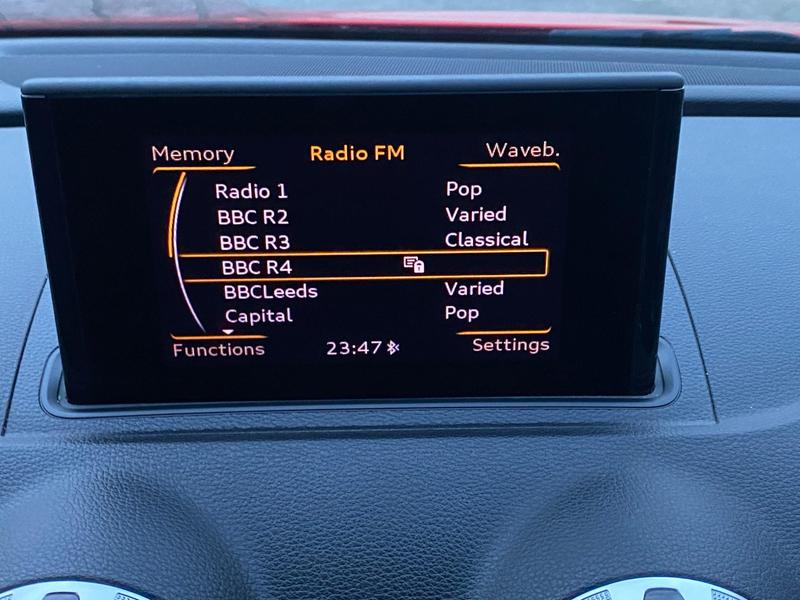 Memory Radio FM Waveb.
Radio 1 Pop
BBC R2 Varied
BBC R3 Classical
BBC R4
BBCLeeds Varied
Capital Pop
Functions 23:47 Settings